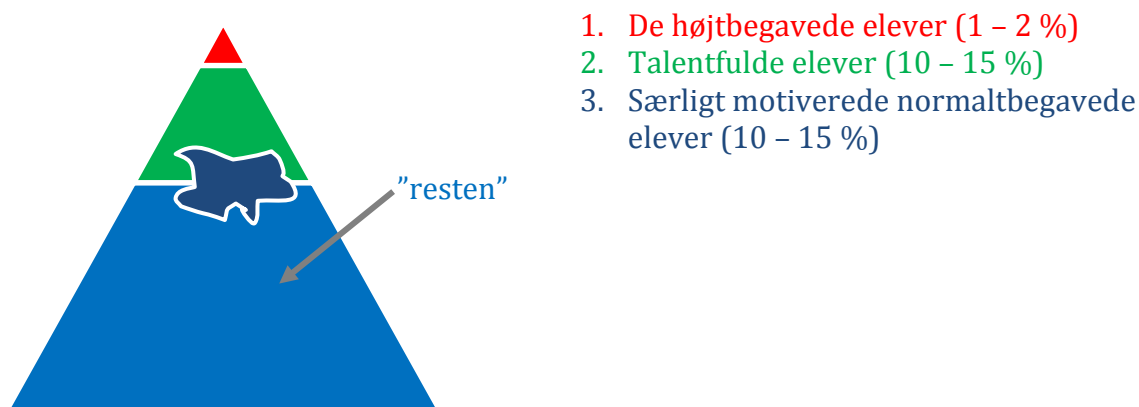 1. De højtbegavede elever (1 – 2 %)
2. Talentfulde elever (10 – 15 %)
3. Særligt motiverede normaltbegavede
elever (10 – 15 %)
”resten”